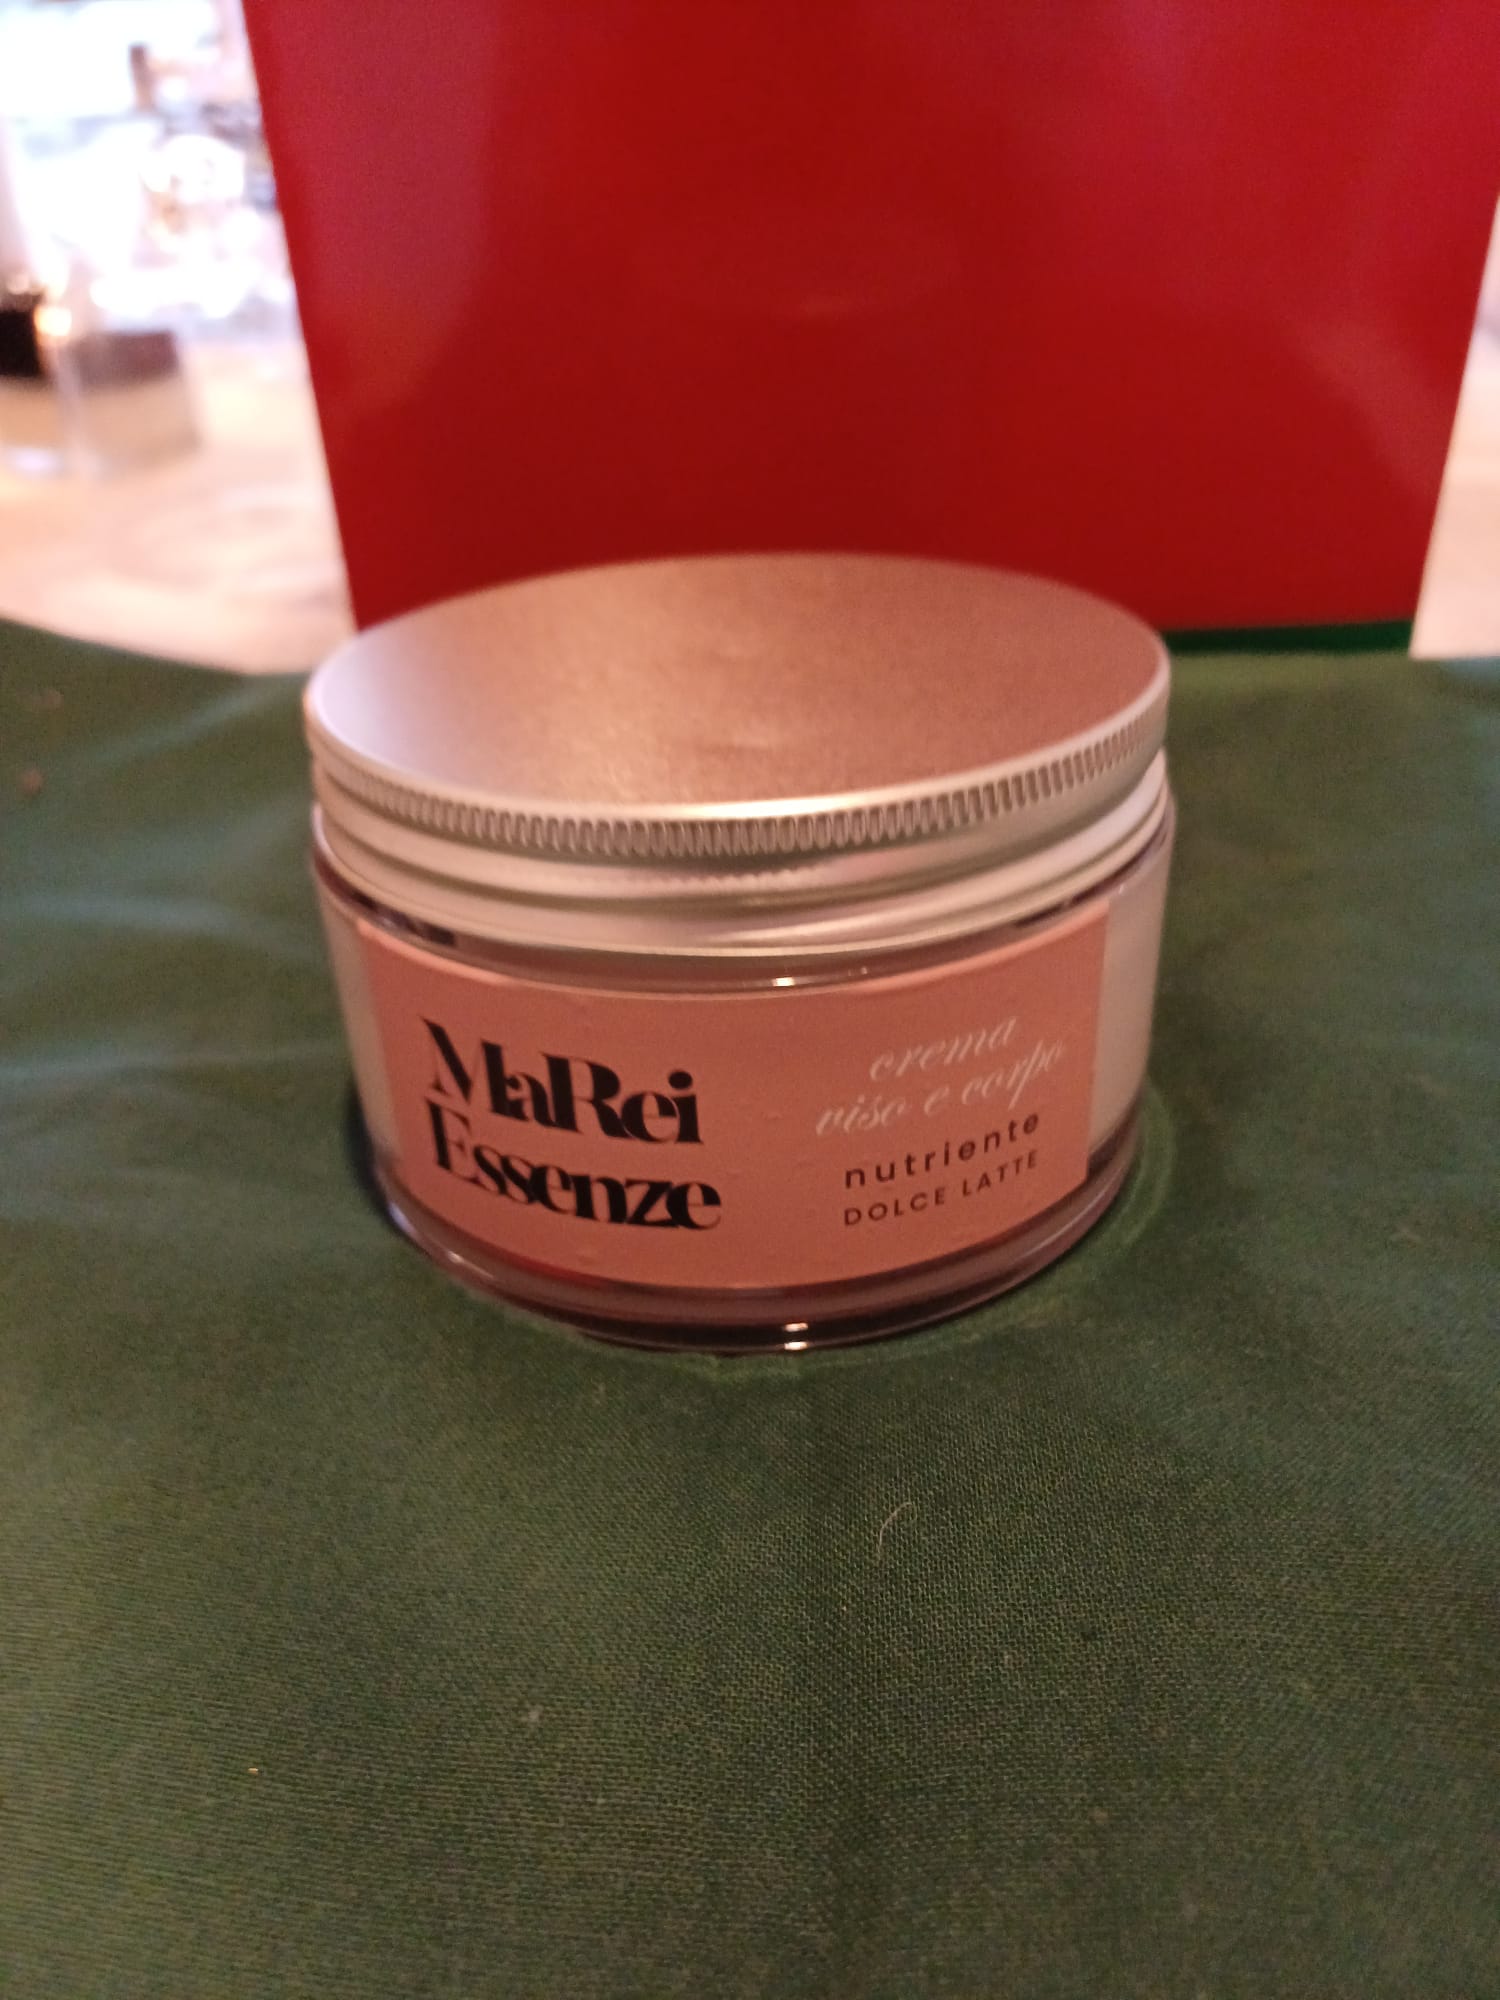 MaRei
Essenze
crema
viso e corpo
nutriente
DOLCE LATTE